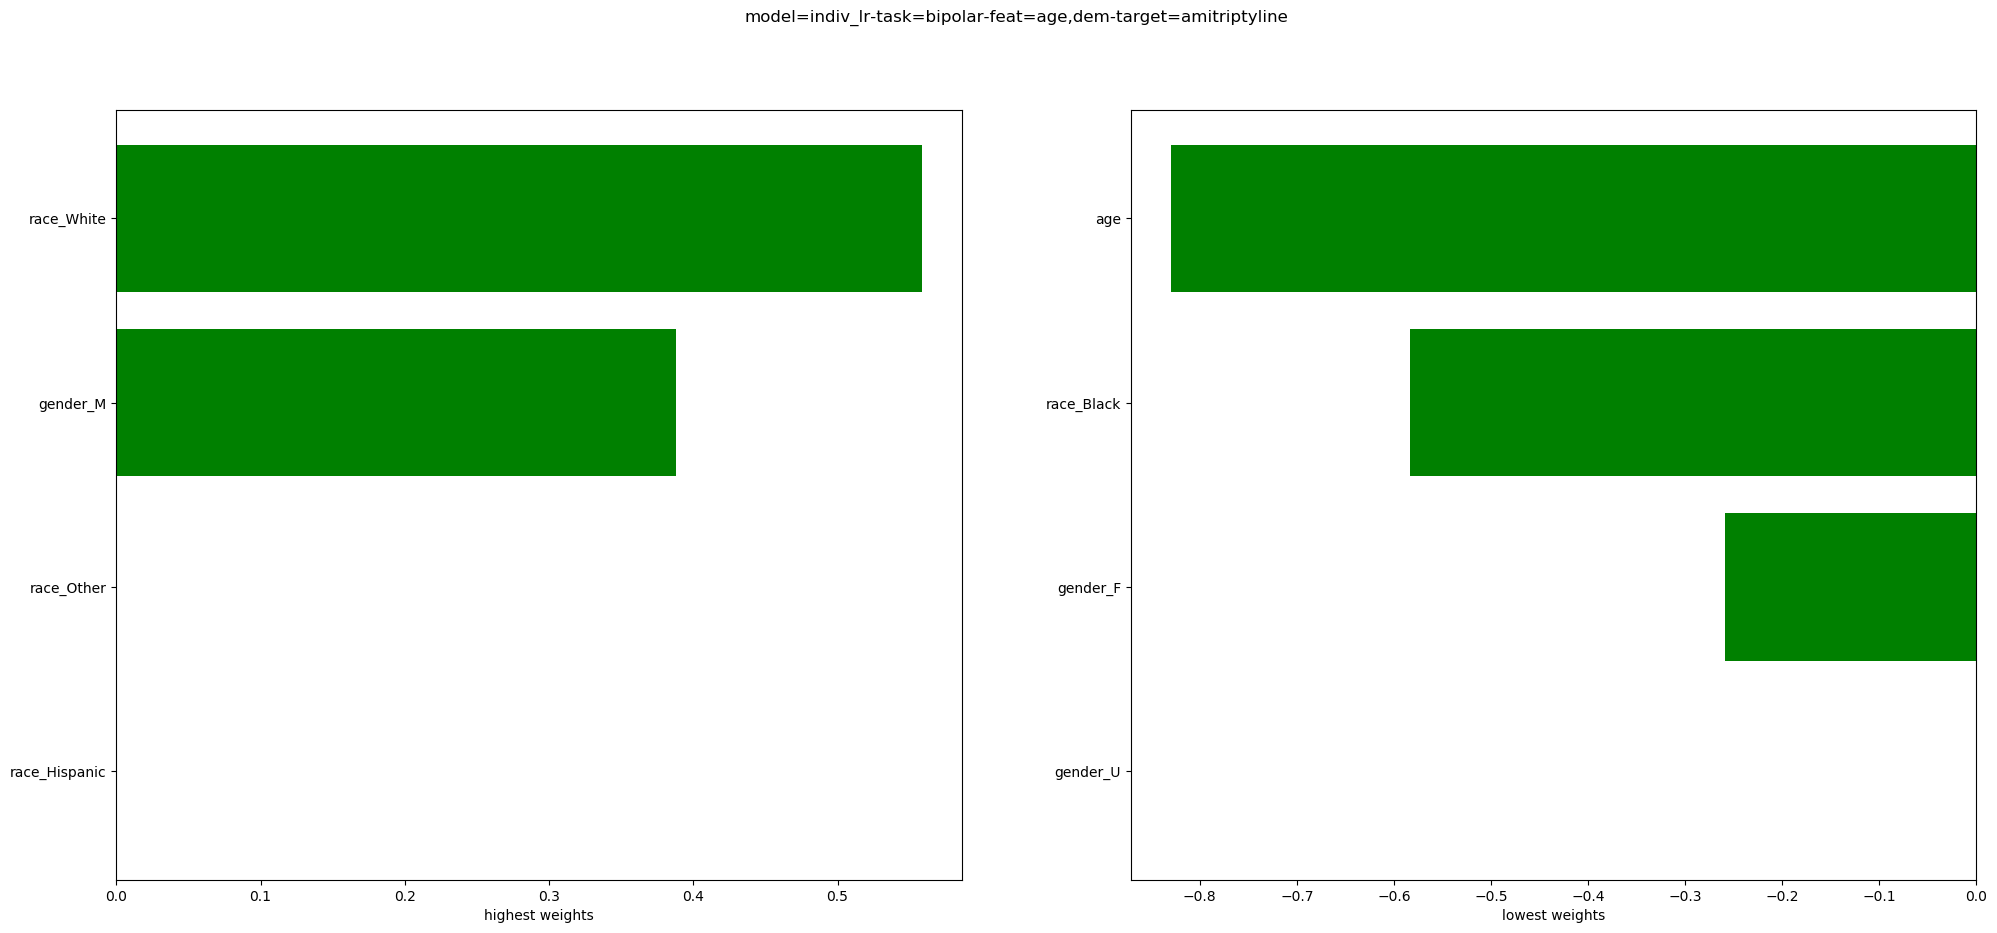 model=indiv_lr-task=bipolar-feat=age,dem-target=amitriptyline
race_White
gender_M
race_Other
race_Hispanic
0.0 0.1 0.2 0.3 0.4 0.5
highest weights
age
race_Black
gender_F
gender_U
−0.8 −0.7 −0.6 −0.5 −0.4 −0.3 −0.2 −0.1 0.0
lowest weights